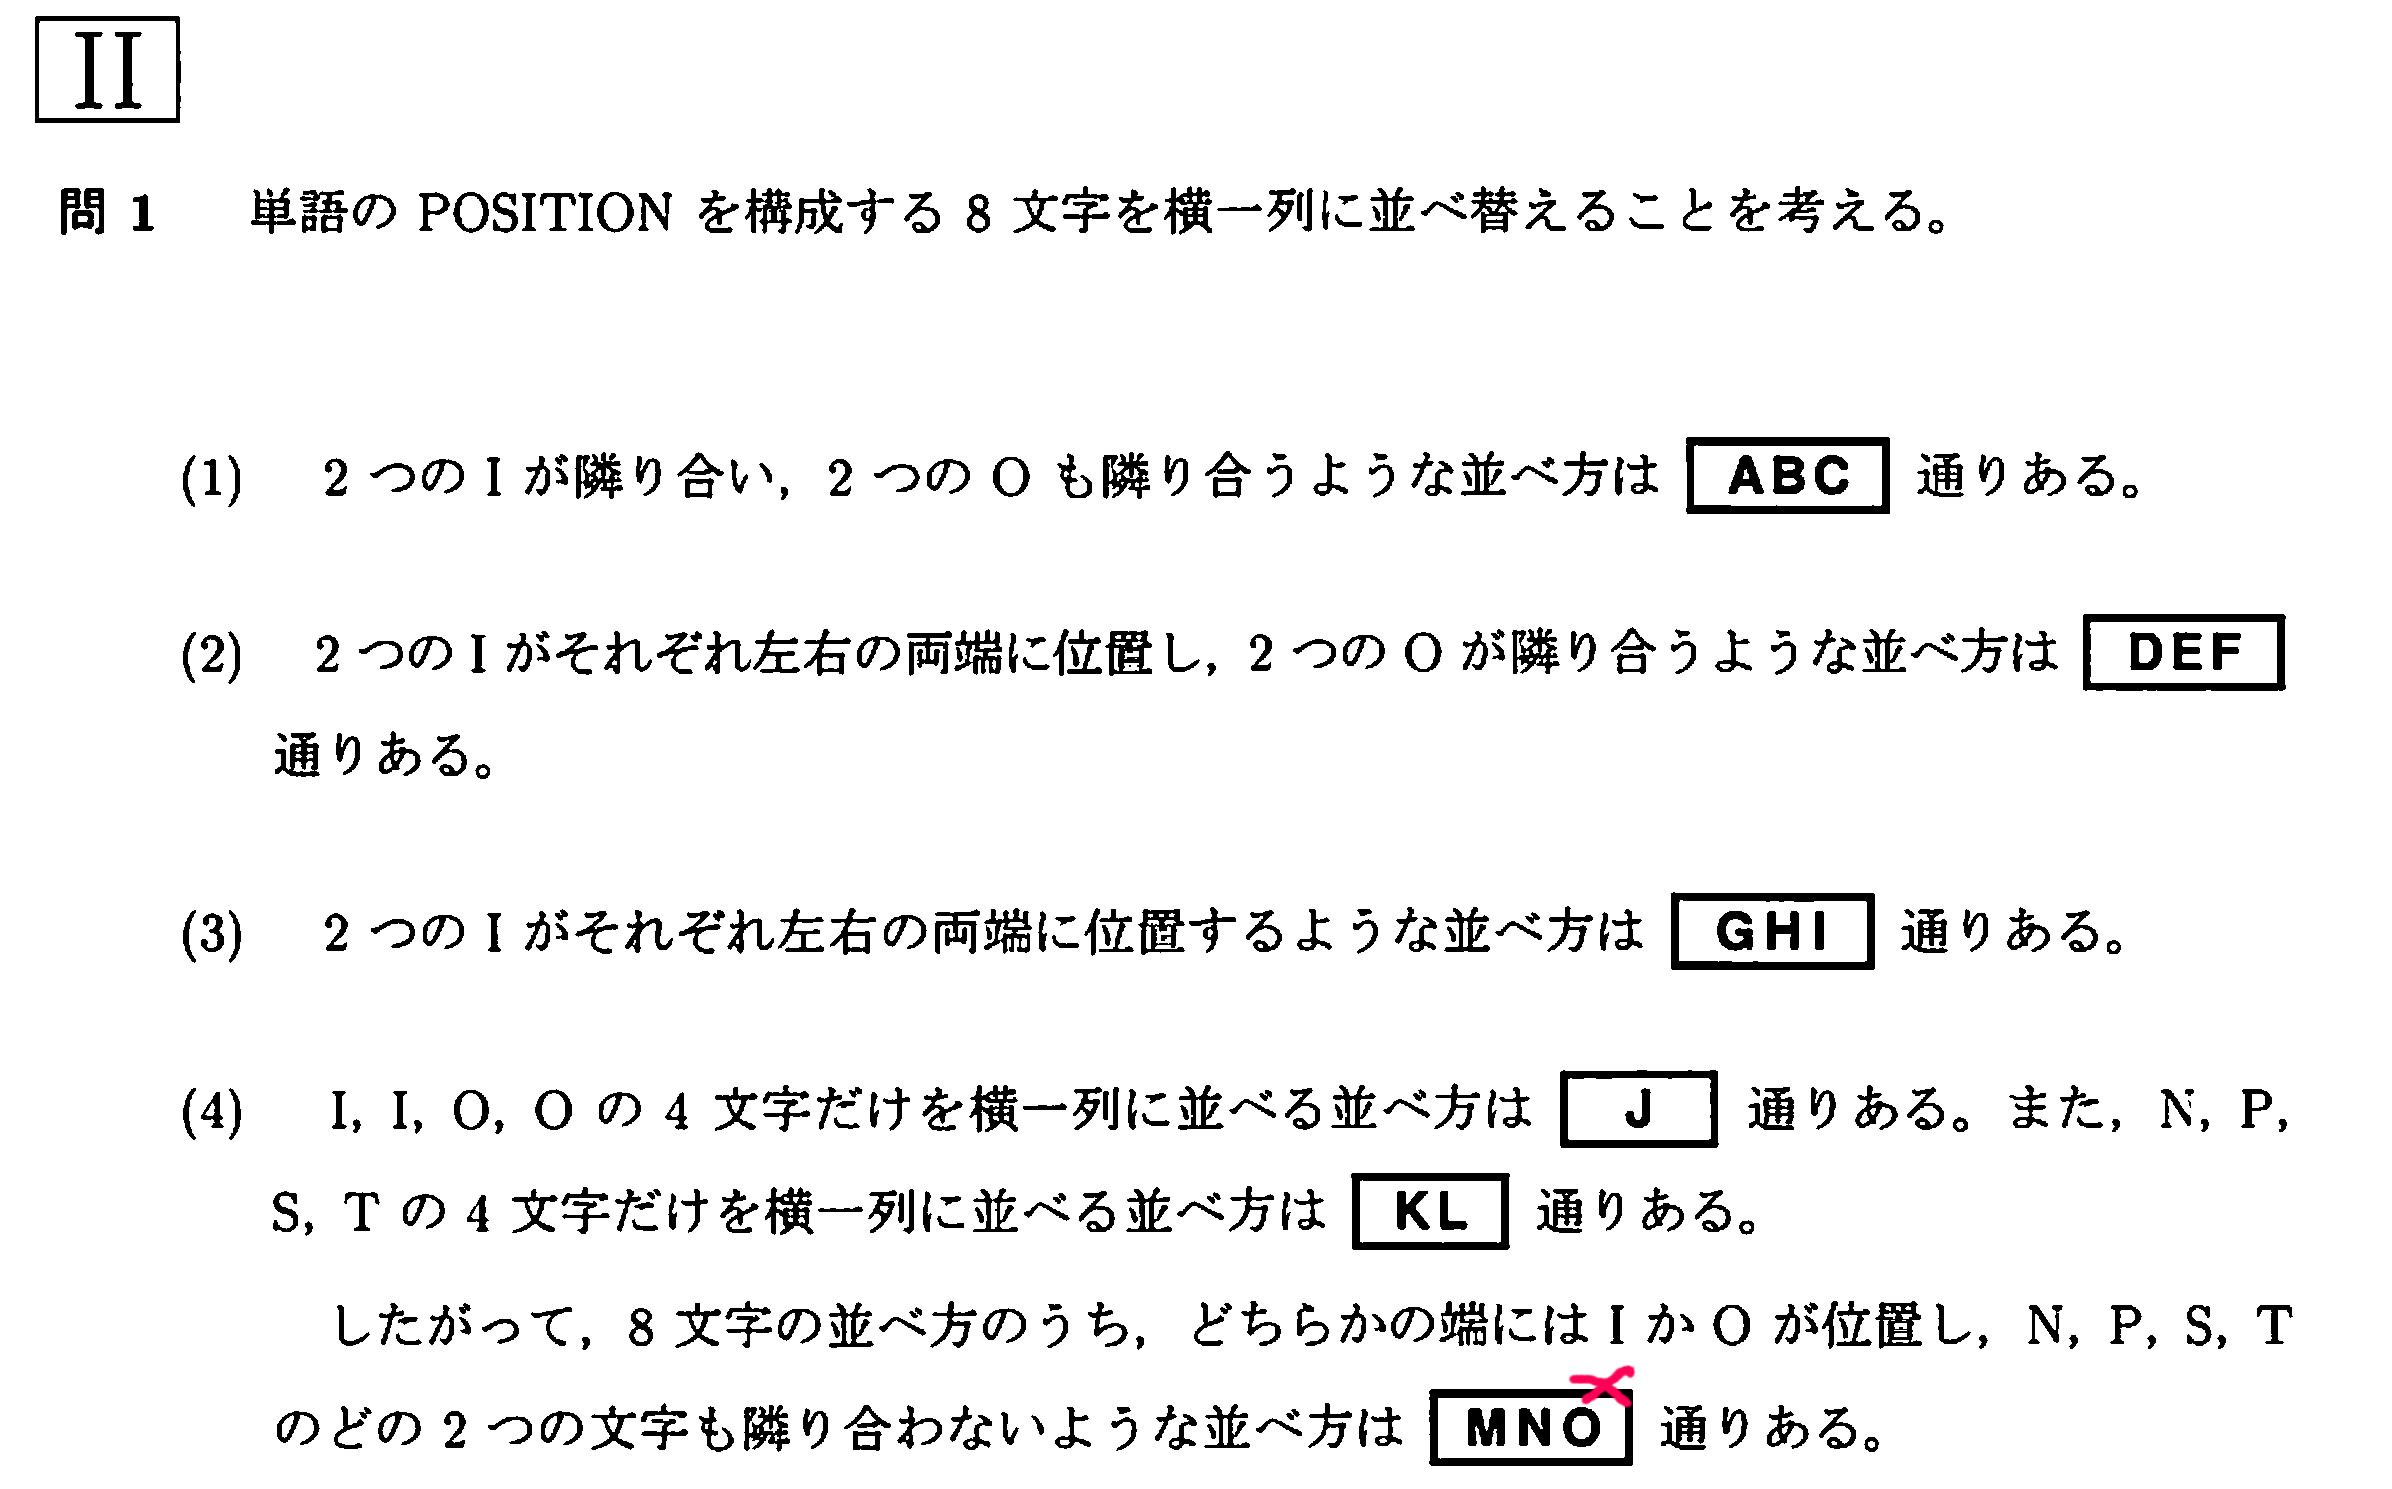 II
問 1 単語の POSITION を構成する 8 文字を横一列に並べ替えることを考える。
(1) 2 つの I が隣り合い, 2 つの O も隣り合うような並べ方は ABC 通りある。
(2) 2 つの I がそれぞれ左右の両端に位置し, 2 つの O が隣り合うような並べ方は DEF
通りある。
(3) 2 つの I がそれぞれ左右の両端に位置するような並べ方は GHI 通りある。
(4) I, I, O, O の 4 文字だけを横一列に並べる並べ方は J 通りある。また, N, P,
S, T の 4 文字だけを横一列に並べる並べ方は KL 通りある。
したがって, 8 文字の並べ方のうち, どちらかの端には I か O が位置し, N, P, S, T
のどの 2 つの文字も隣り合わないような並べ方は MNO 通りある。